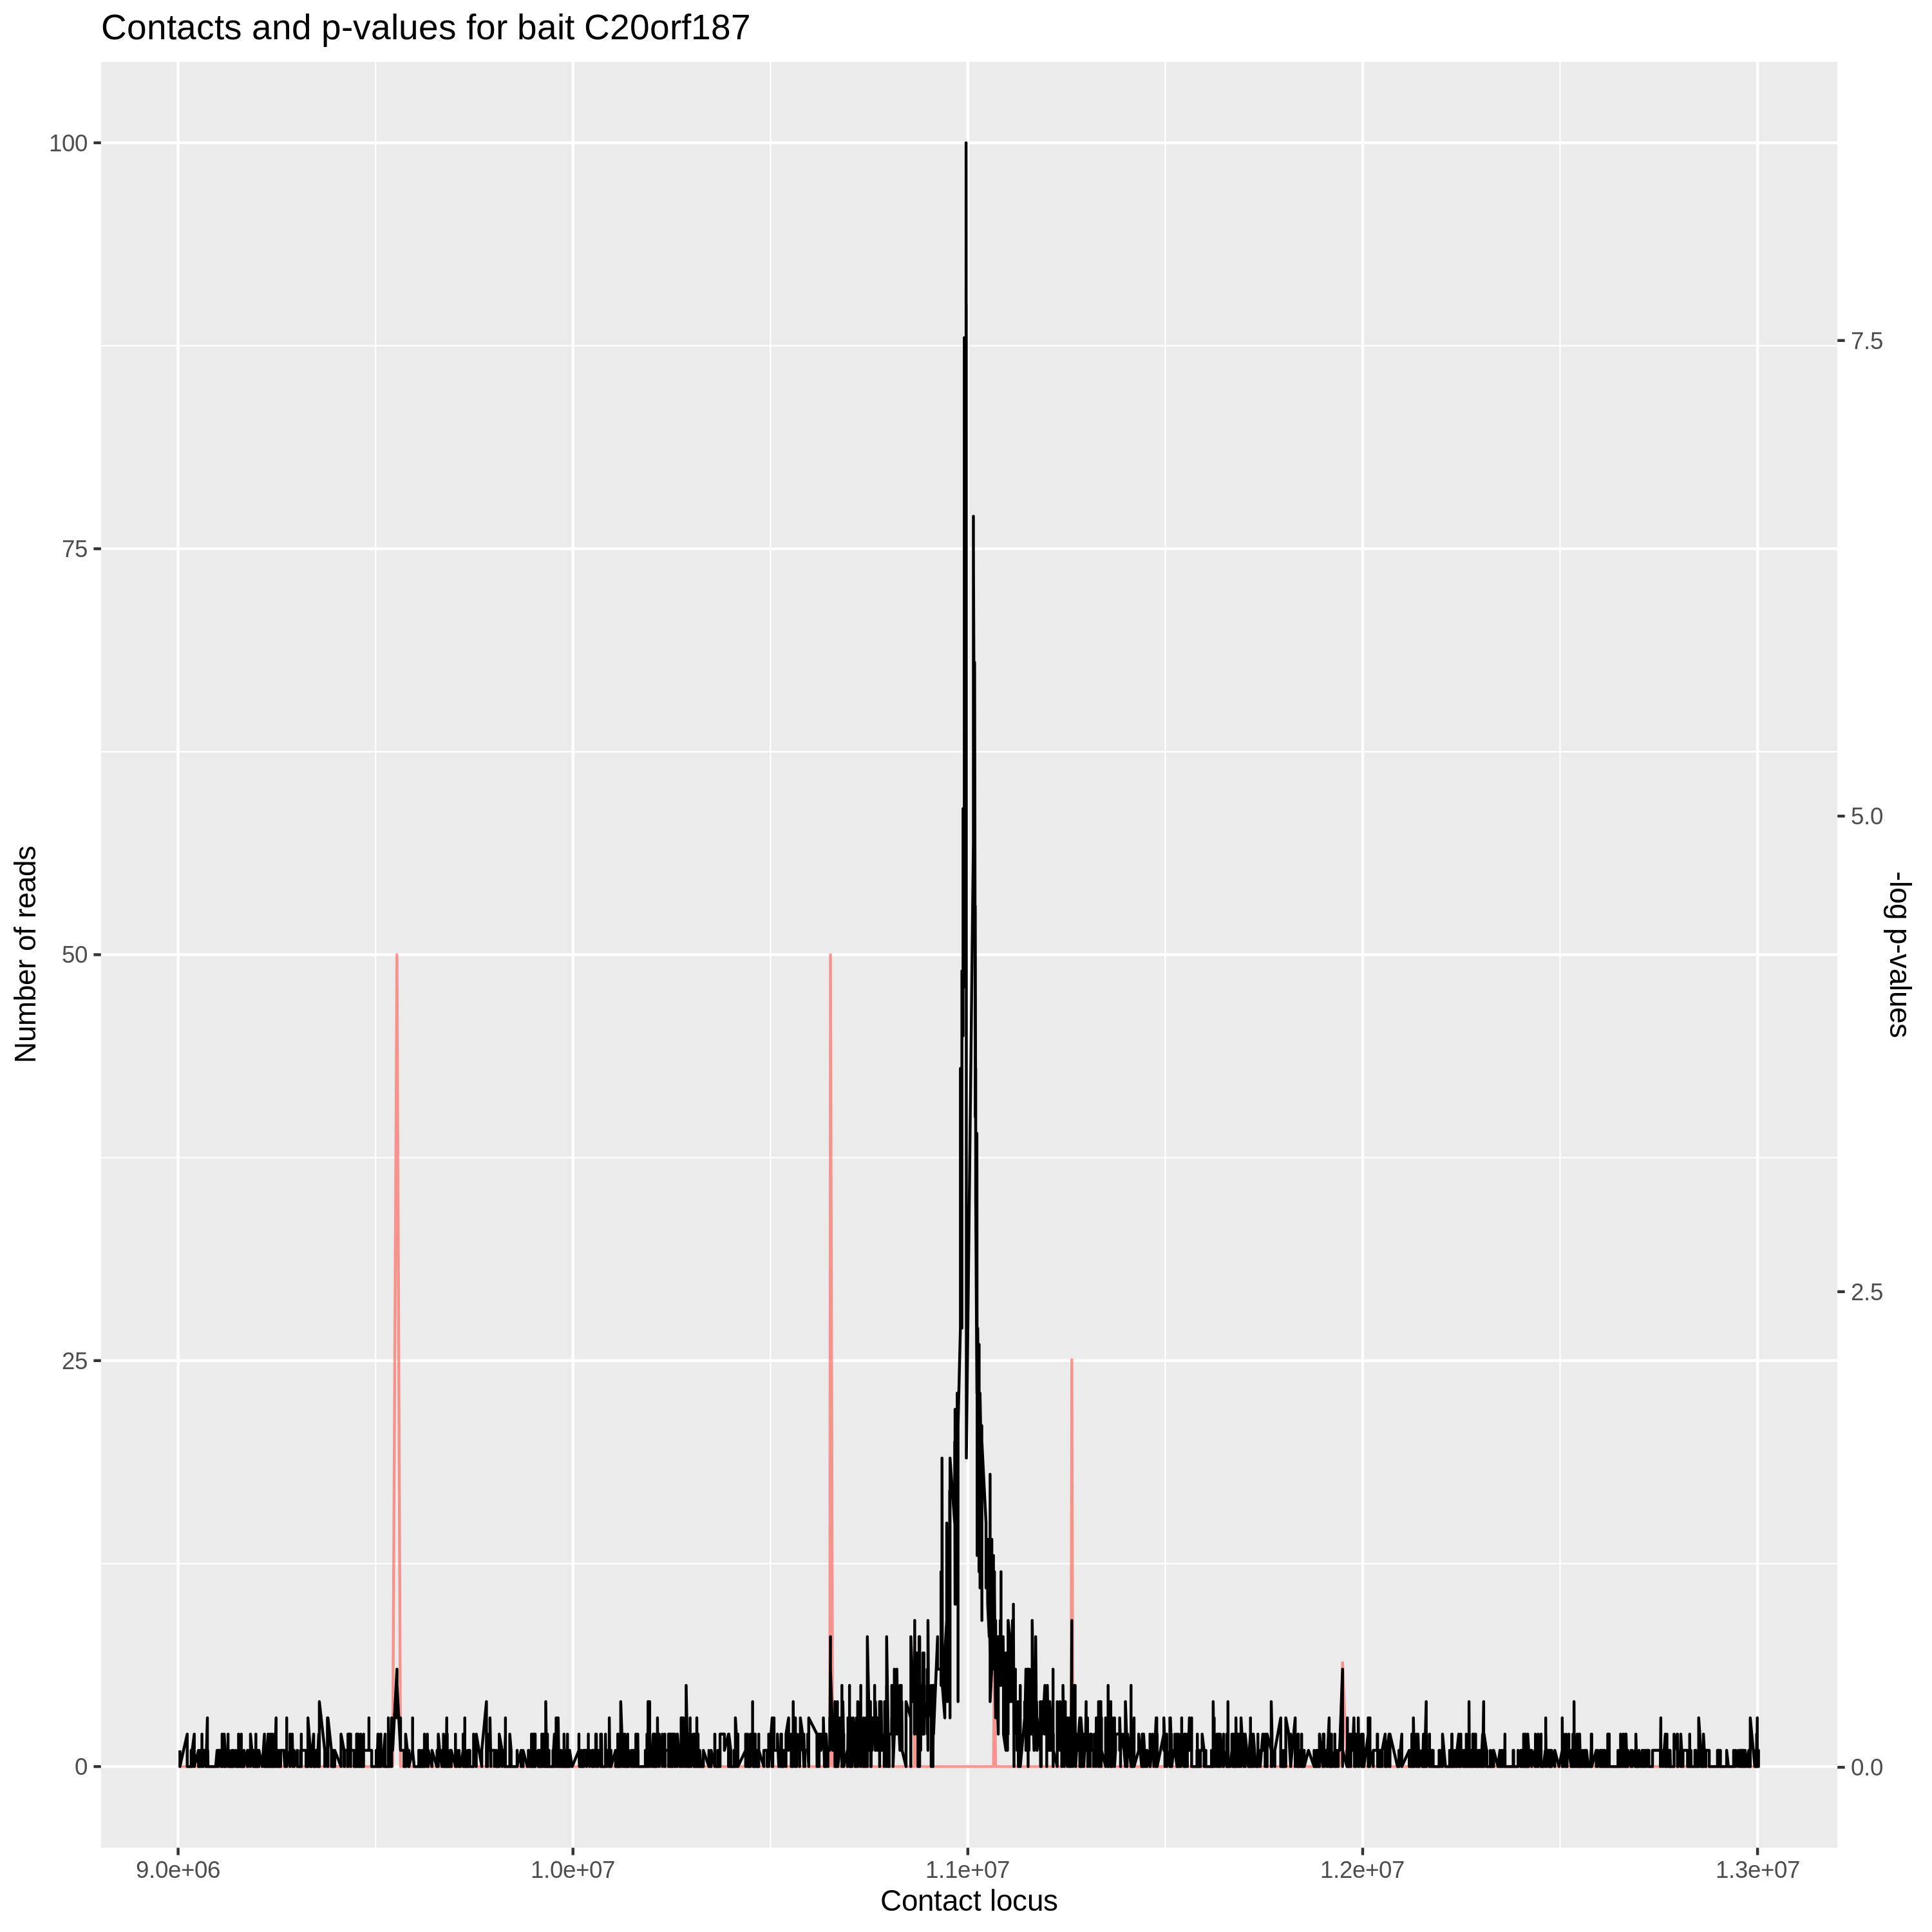 Contacts and p-values for bait C20orf187
100
75
50
25
0
Number of reads
7.5
5.0
2.5
0.0
-log p-values
9.0e+06
1.0e+07
1.1e+07
1.2e+07
1.3e+07
Contact locus